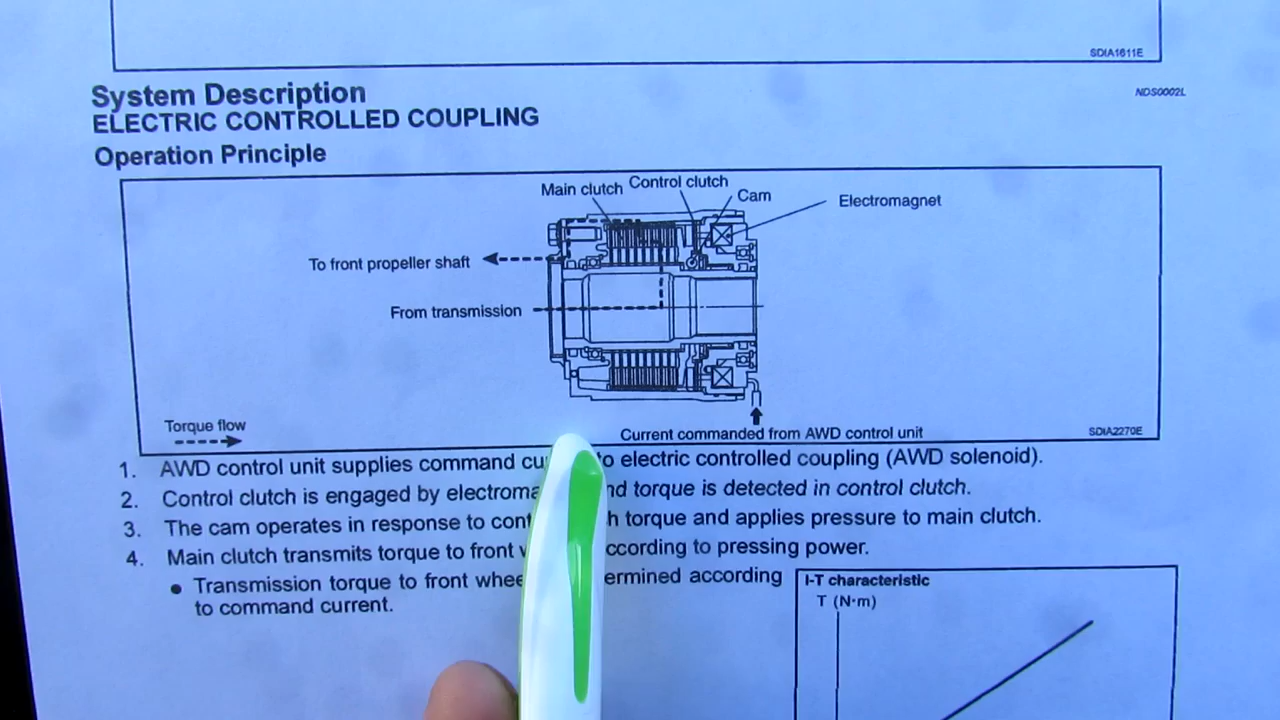 SDIA1611E
System Description
NDS0002L
ELECTRIC CONTROLLED COUPLING
Operation Principle
Main clutch
Control clutch
Cam
Electromagnet
To front propeller shaft
From transmission
Torque flow
Current commanded from AWD control unit
SDIA2270E
1. AWD control unit supplies command cu o electric controlled coupling (AWD solenoid).
2. Control clutch is engaged by electroma nd torque is detected in control clutch.
3. The cam operates in response to cont h torque and applies pressure to main clutch.
4. Main clutch transmits torque to front ccording to pressing power.
• Transmission torque to front whee ermined according
to command current.
I-T characteristic
T (N·m)